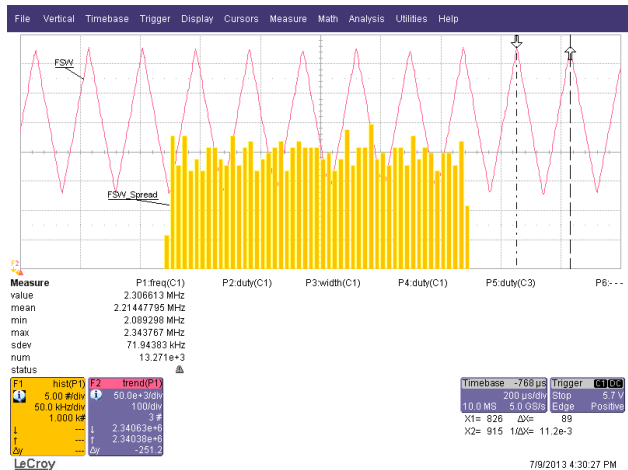 File Vertical Timebase Trigger Display Cursors Measure Math Analysis Utilities Help
FSW
FSW_Spread
F2
Measure P1:freq(C1) P2:duty(C1) P3:width(C1) P4:duty(C1) P5:duty(C3) P6:- - -
value 2.306613 MHz
mean 2.21447795 MHz
min 2.089298 MHz
max 2.343767 MHz
sdev 71.94383 kHz
num 13.271e+3
status
F1 hist(P1) F2 trend(P1) Timebase -768 µs Trigger C1 DC
5.00 #/div 50.0e+3/div 200 µs/div Stop 5.7 V
50.0 kHz/div 100/div 10.0 MS 5.0 GS/s Edge Positive
1.000 k# 3 # X1= 826 ΔX= 89
↓ --- 2.34063e+6 X2= 915 1/ΔX= 11.2e-3
↑ --- 2.34038e+6
Δy --- -251.2
LeCroy 7/9/2013 4:30:27 PM